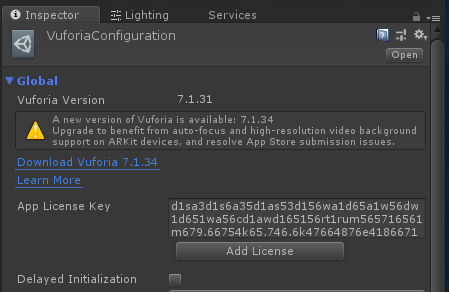 Inspector
Lighting
Services
VuforiaConfiguration
Open
Global
Vuforia Version 7.1.31
A new version of Vuforia is available: 7.1.34
Upgrade to benefit from auto-focus and high-resolution video background
support on ARKit devices, and resolve App Store submission issues.
Download Vuforia 7.1.34
Learn More
App License Key
d1sa3d1s6a35d1as53d156wa1d65a1w56dw
1d651wa56cd1awd165156rt1rum565716561
m679.66754k65.746.6k47664876e4186671
Add License
Delayed Initialization